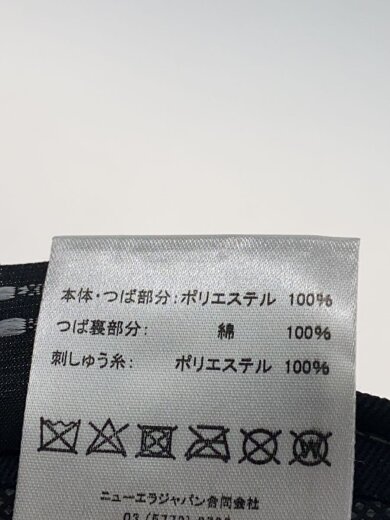 本体・つば部分：ポリエステル 100%
つば裏部分： 綿 100%
刺しゅう糸： ポリエステル 100%
ニューエラジャパン合同会社